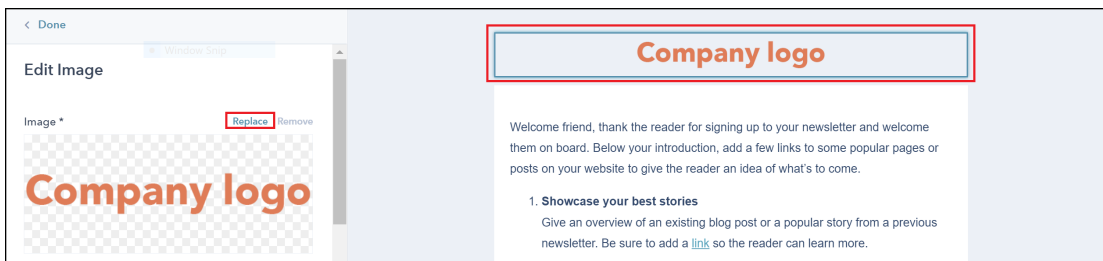 < Done
Window Snip
Edit Image
Image *
Replace Remove
Company logo
Company logo
Welcome friend, thank the reader for signing up to your newsletter and welcome
them on board. Below your introduction, add a few links to some popular pages or
posts on your website to give the reader an idea of what's to come.
1. Showcase your best stories
Give an overview of an existing blog post or a popular story from a previous
newsletter. Be sure to add a link so the reader can learn more.